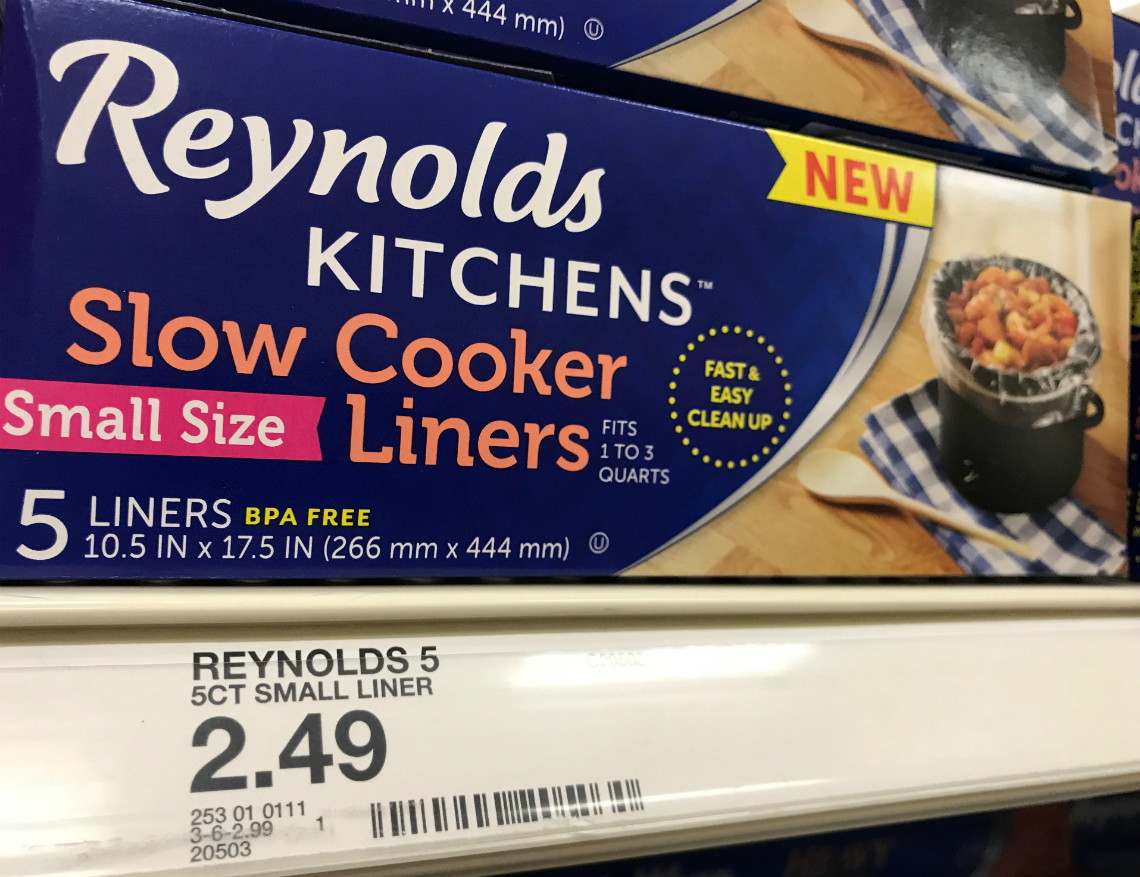 x 444 mm) Ⓤ
Reynolds
KITCHENS™
NEW
Slow Cooker
Small Size
Liners
FITS
1 TO 3
QUARTS
FAST &
EASY
CLEAN UP
5 LINERS BPA FREE
10.5 IN x 17.5 IN (266 mm x 444 mm) Ⓤ
REYNOLDS 5
5CT SMALL LINER
2.49
253 01 0111
3-6-2.99 1
20503